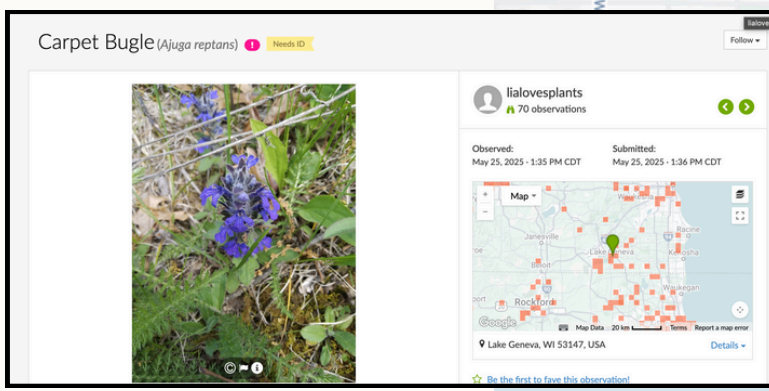 lialove
Carpet Bugle (Ajuga reptans) ! Needs ID
Follow
lialovesplants
70 observations
Observed:
May 25, 2025 · 1:35 PM CDT
Submitted:
May 25, 2025 · 1:36 PM CDT
+
Map
−
Waukesha
Janesville
Racine
Lake Geneva
Kenosha
Beloit
Waukegan
Rockford
Google
Map Data
20 km
Terms
Report a map error
Lake Geneva, WI 53147, USA
Details
© i
Be the first to fave this observation!